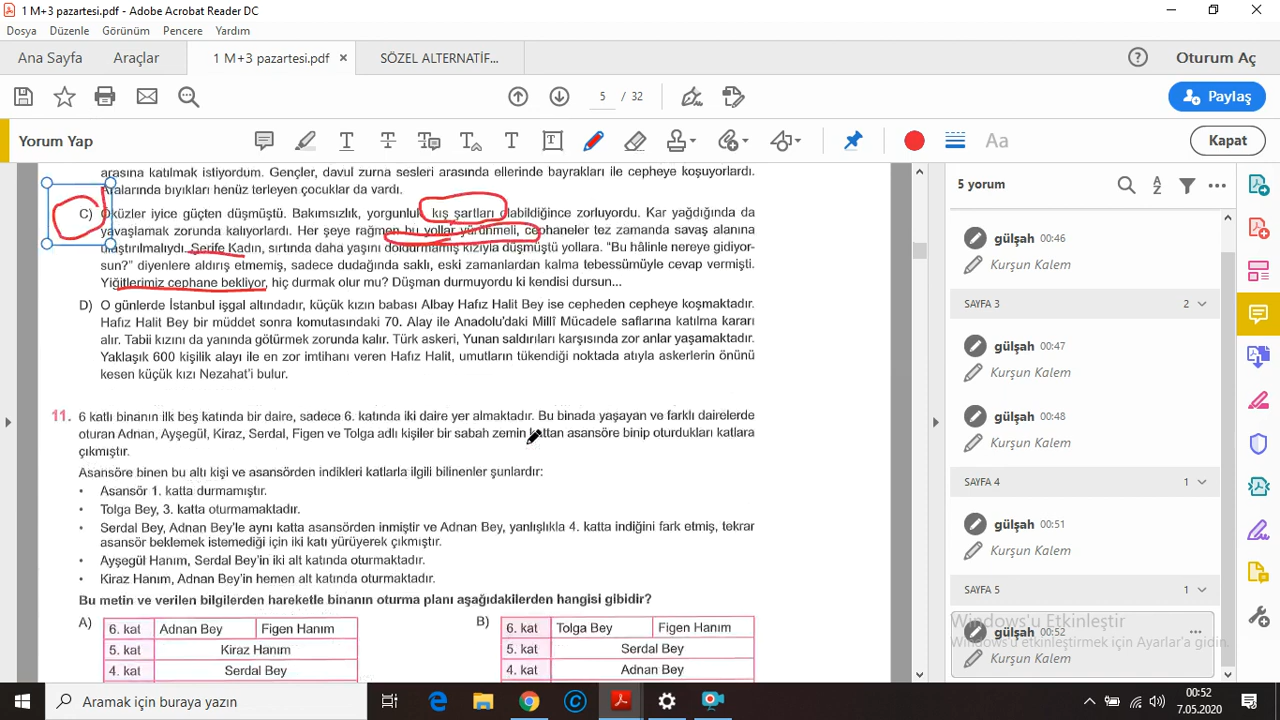 1 M+3 pazartesi.pdf - Adobe Acrobat Reader DC
Dosya Düzenle Görünüm Pencere Yardım
Ana Sayfa Araçlar 1 M+3 pazartesi.pdf × SÖZEL ALTERNATİF... Oturum Aç
5 / 32 Paylaş
Yorum Yap Aa Kapat
arasına katılmak istiyordum. Gençler, davul zurna sesleri arasında ellerinde bayrakları ile cepheye koşuyorlardı.
Aralarında bıyıkları henüz terleyen çocuklar da vardı.
C) Öküzler iyice güçten düşmüştü. Bakımsızlık, yorgunluk, kış şartları olabildiğince zorluyordu. Kar yağdığında da
yavaşlamak zorunda kalıyorlardı. Her şeye rağmen bu yollar yürünmeli, cephaneler tez zamanda savaş alanına
ulaştırılmalıydı. Şerife Kadın, sırtında daha yaşını doldurmamış kızıyla düşmüştü yollara. "Bu hâlinle nereye gidiyor-
sun?" diyenlere aldırış etmemiş, sadece dudağında saklı, eski zamanlardan kalma tebessümüyle cevap vermişti.
Yiğitlerimiz cephane bekliyor, hiç durmak olur mu? Düşman durmuyordu ki kendisi dursun...
D) O günlerde İstanbul işgal altındadır, küçük kızın babası Albay Hafız Halit Bey ise cepheden cepheye koşmaktadır.
Hafız Halit Bey bir müddet sonra komutasındaki 70. Alay ile Anadolu'daki Millî Mücadele saflarına katılma kararı
alır. Tabii kızını da yanında götürmek zorunda kalır. Türk askeri, Yunan saldırıları karşısında zor anlar yaşamaktadır.
Yaklaşık 600 kişilik alayı ile en zor imtihanı veren Hafız Halit, umutların tükendiği noktada atıyla askerlerin önünü
kesen küçük kızı Nezahat'i bulur.
11. 6 katlı binanın ilk beş katında bir daire, sadece 6. katında iki daire yer almaktadır. Bu binada yaşayan ve farklı dairelerde
oturan Adnan, Ayşegül, Kiraz, Serdal, Figen ve Tolga adlı kişiler bir sabah zemin kattan asansöre binip oturdukları katlara
çıkmıştır.
Asansöre binen bu altı kişi ve asansörden indikleri katlarla ilgili bilinenler şunlardır:
• Asansör 1. katta durmamıştır.
• Tolga Bey, 3. katta oturmamaktadır.
• Serdal Bey, Adnan Bey'le aynı katta asansörden inmiştir ve Adnan Bey, yanlışlıkla 4. katta indiğini fark etmiş, tekrar
asansör beklemek istemediği için iki katı yürüyerek çıkmıştır.
• Ayşegül Hanım, Serdal Bey'in iki alt katında oturmaktadır.
• Kiraz Hanım, Adnan Bey'in hemen alt katında oturmaktadır.
Bu metin ve verilen bilgilerden hareketle binanın oturma planı aşağıdakilerden hangisi gibidir?
A) B)
6. kat Adnan Bey Figen Hanım
5. kat Kiraz Hanım
4. kat Serdal Bey
6. kat Tolga Bey Figen Hanım
5. kat Serdal Bey
4. kat Adnan Bey
5 yorum
gülşah 00:46
Kurşun Kalem
SAYFA 3 2
gülşah 00:47
Kurşun Kalem
gülşah 00:48
Kurşun Kalem
SAYFA 4 1
gülşah 00:51
Kurşun Kalem
SAYFA 5 1
gülşah 00:52
Kurşun Kalem
Windows'u Etkinleştir
Windows'u etkinleştirmek için Ayarlar'a gidin.
Aramak için buraya yazın
00:52
7.05.2020